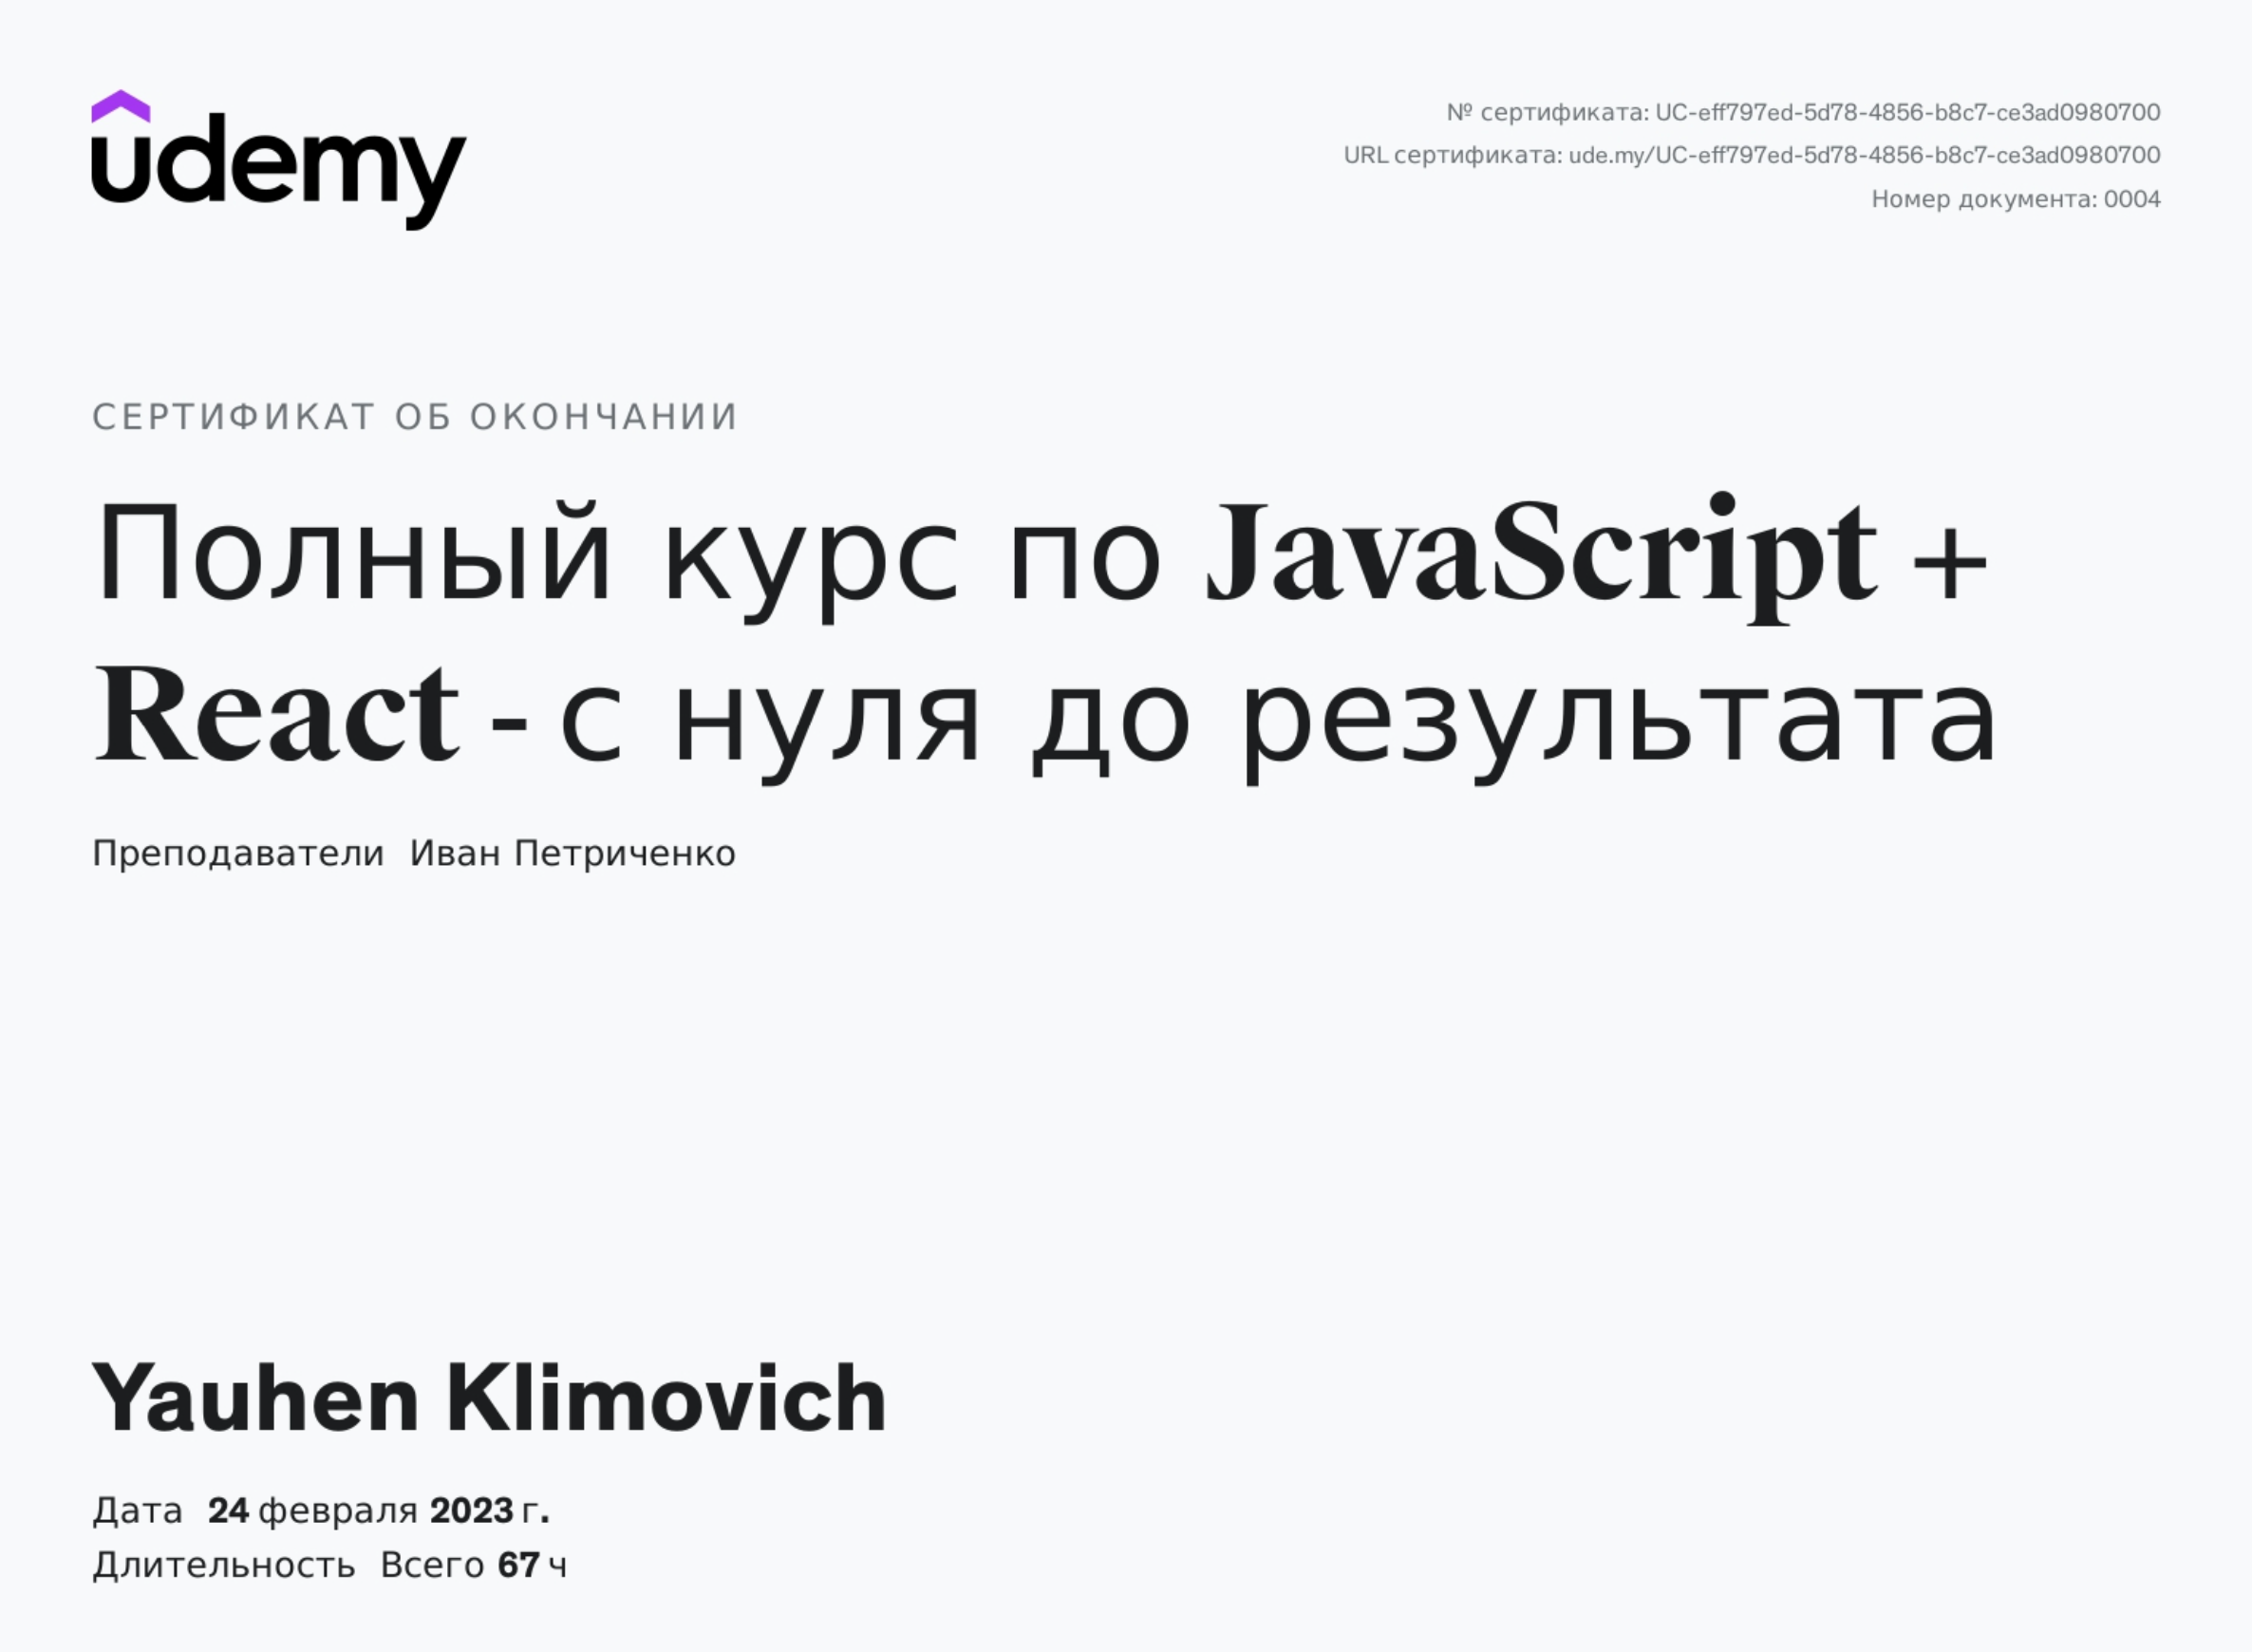 udemy
№ сертификата: UC-eff797ed-5d78-4856-b8c7-ce3ad0980700
URL сертификата: ude.my/UC-eff797ed-5d78-4856-b8c7-ce3ad0980700
Номер документа: 0004
СЕРТИФИКАТ ОБ ОКОНЧАНИИ
Полный курс по JavaScript +
React - с нуля до результата
Преподаватели Иван Петриченко
Yauhen Klimovich
Дата 24 февраля 2023 г.
Длительность Всего 67 ч